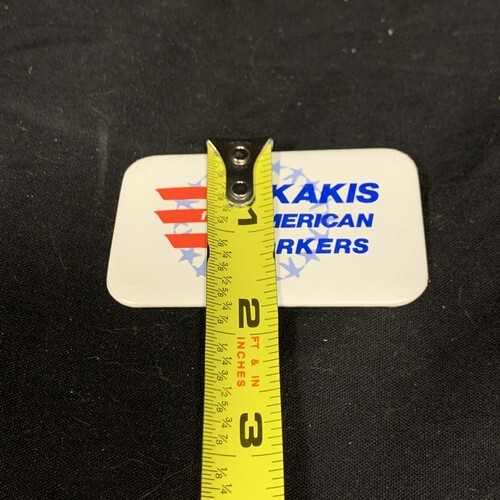 KAKIS
MERICAN
RKERS
1
2
FT & IN
INCHES
3